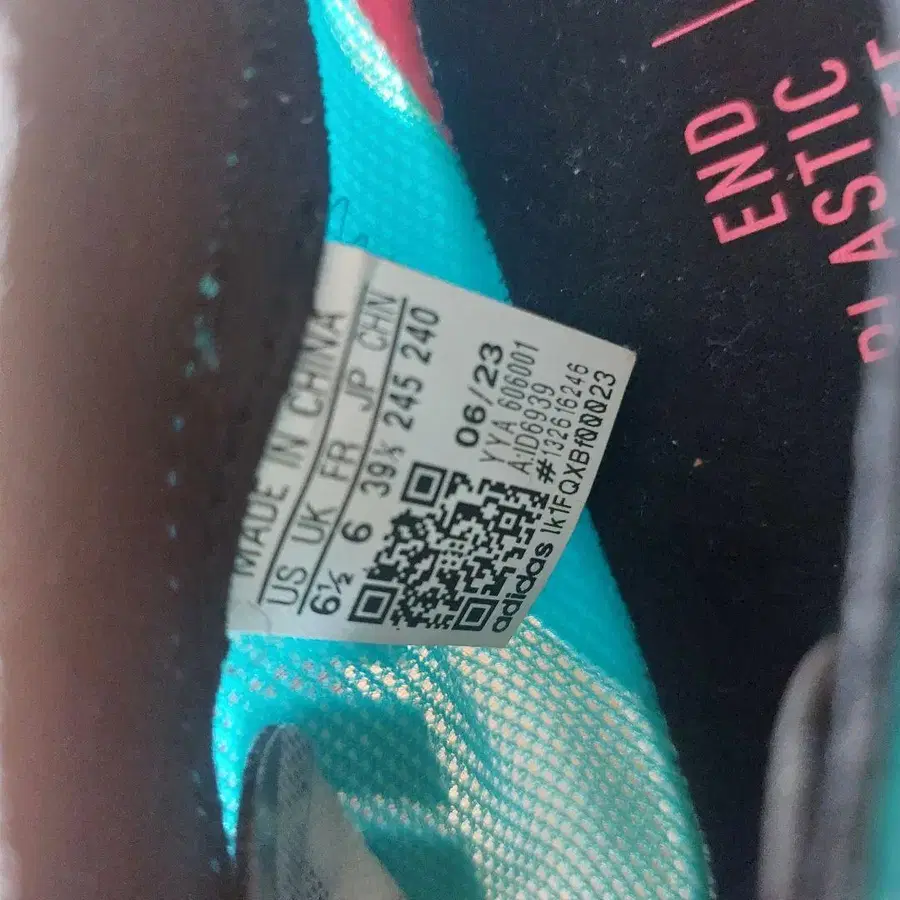 MADE IN CHINA
US UK FR JP CHN
6½ 6 39⅓ 245 240
06/23
YYA 606001
A:ID6939
#132616246
adidas
END
PLASTIC